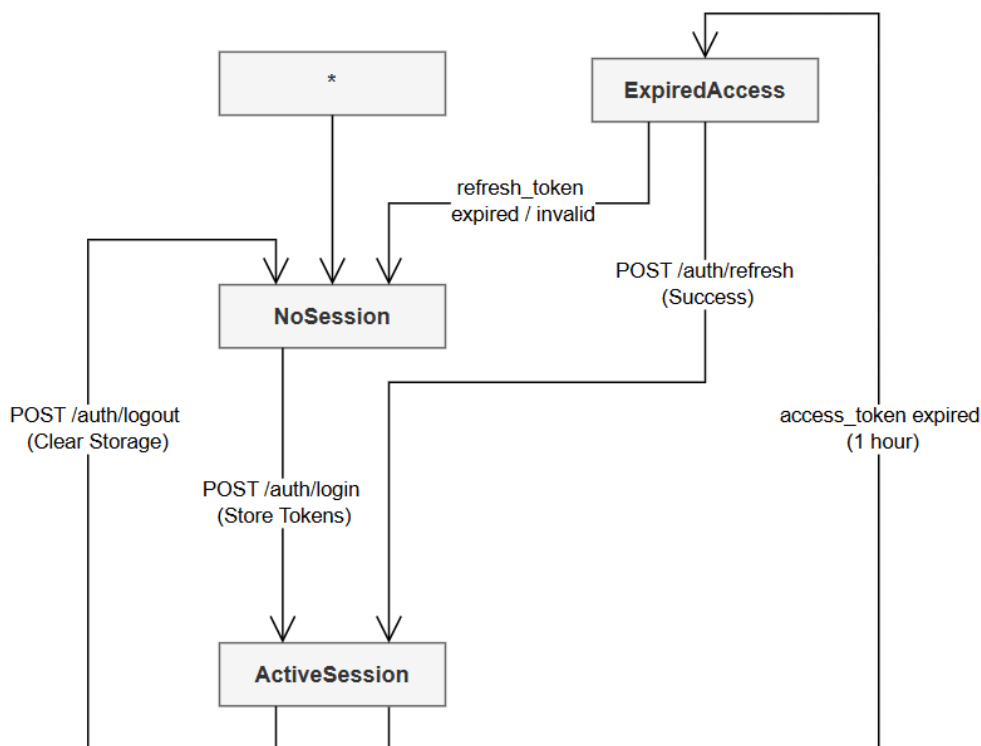 *
ExpiredAccess
refresh_token
expired / invalid
POST /auth/refresh
(Success)
NoSession
POST /auth/logout
(Clear Storage)
access_token expired
(1 hour)
POST /auth/login
(Store Tokens)
ActiveSession